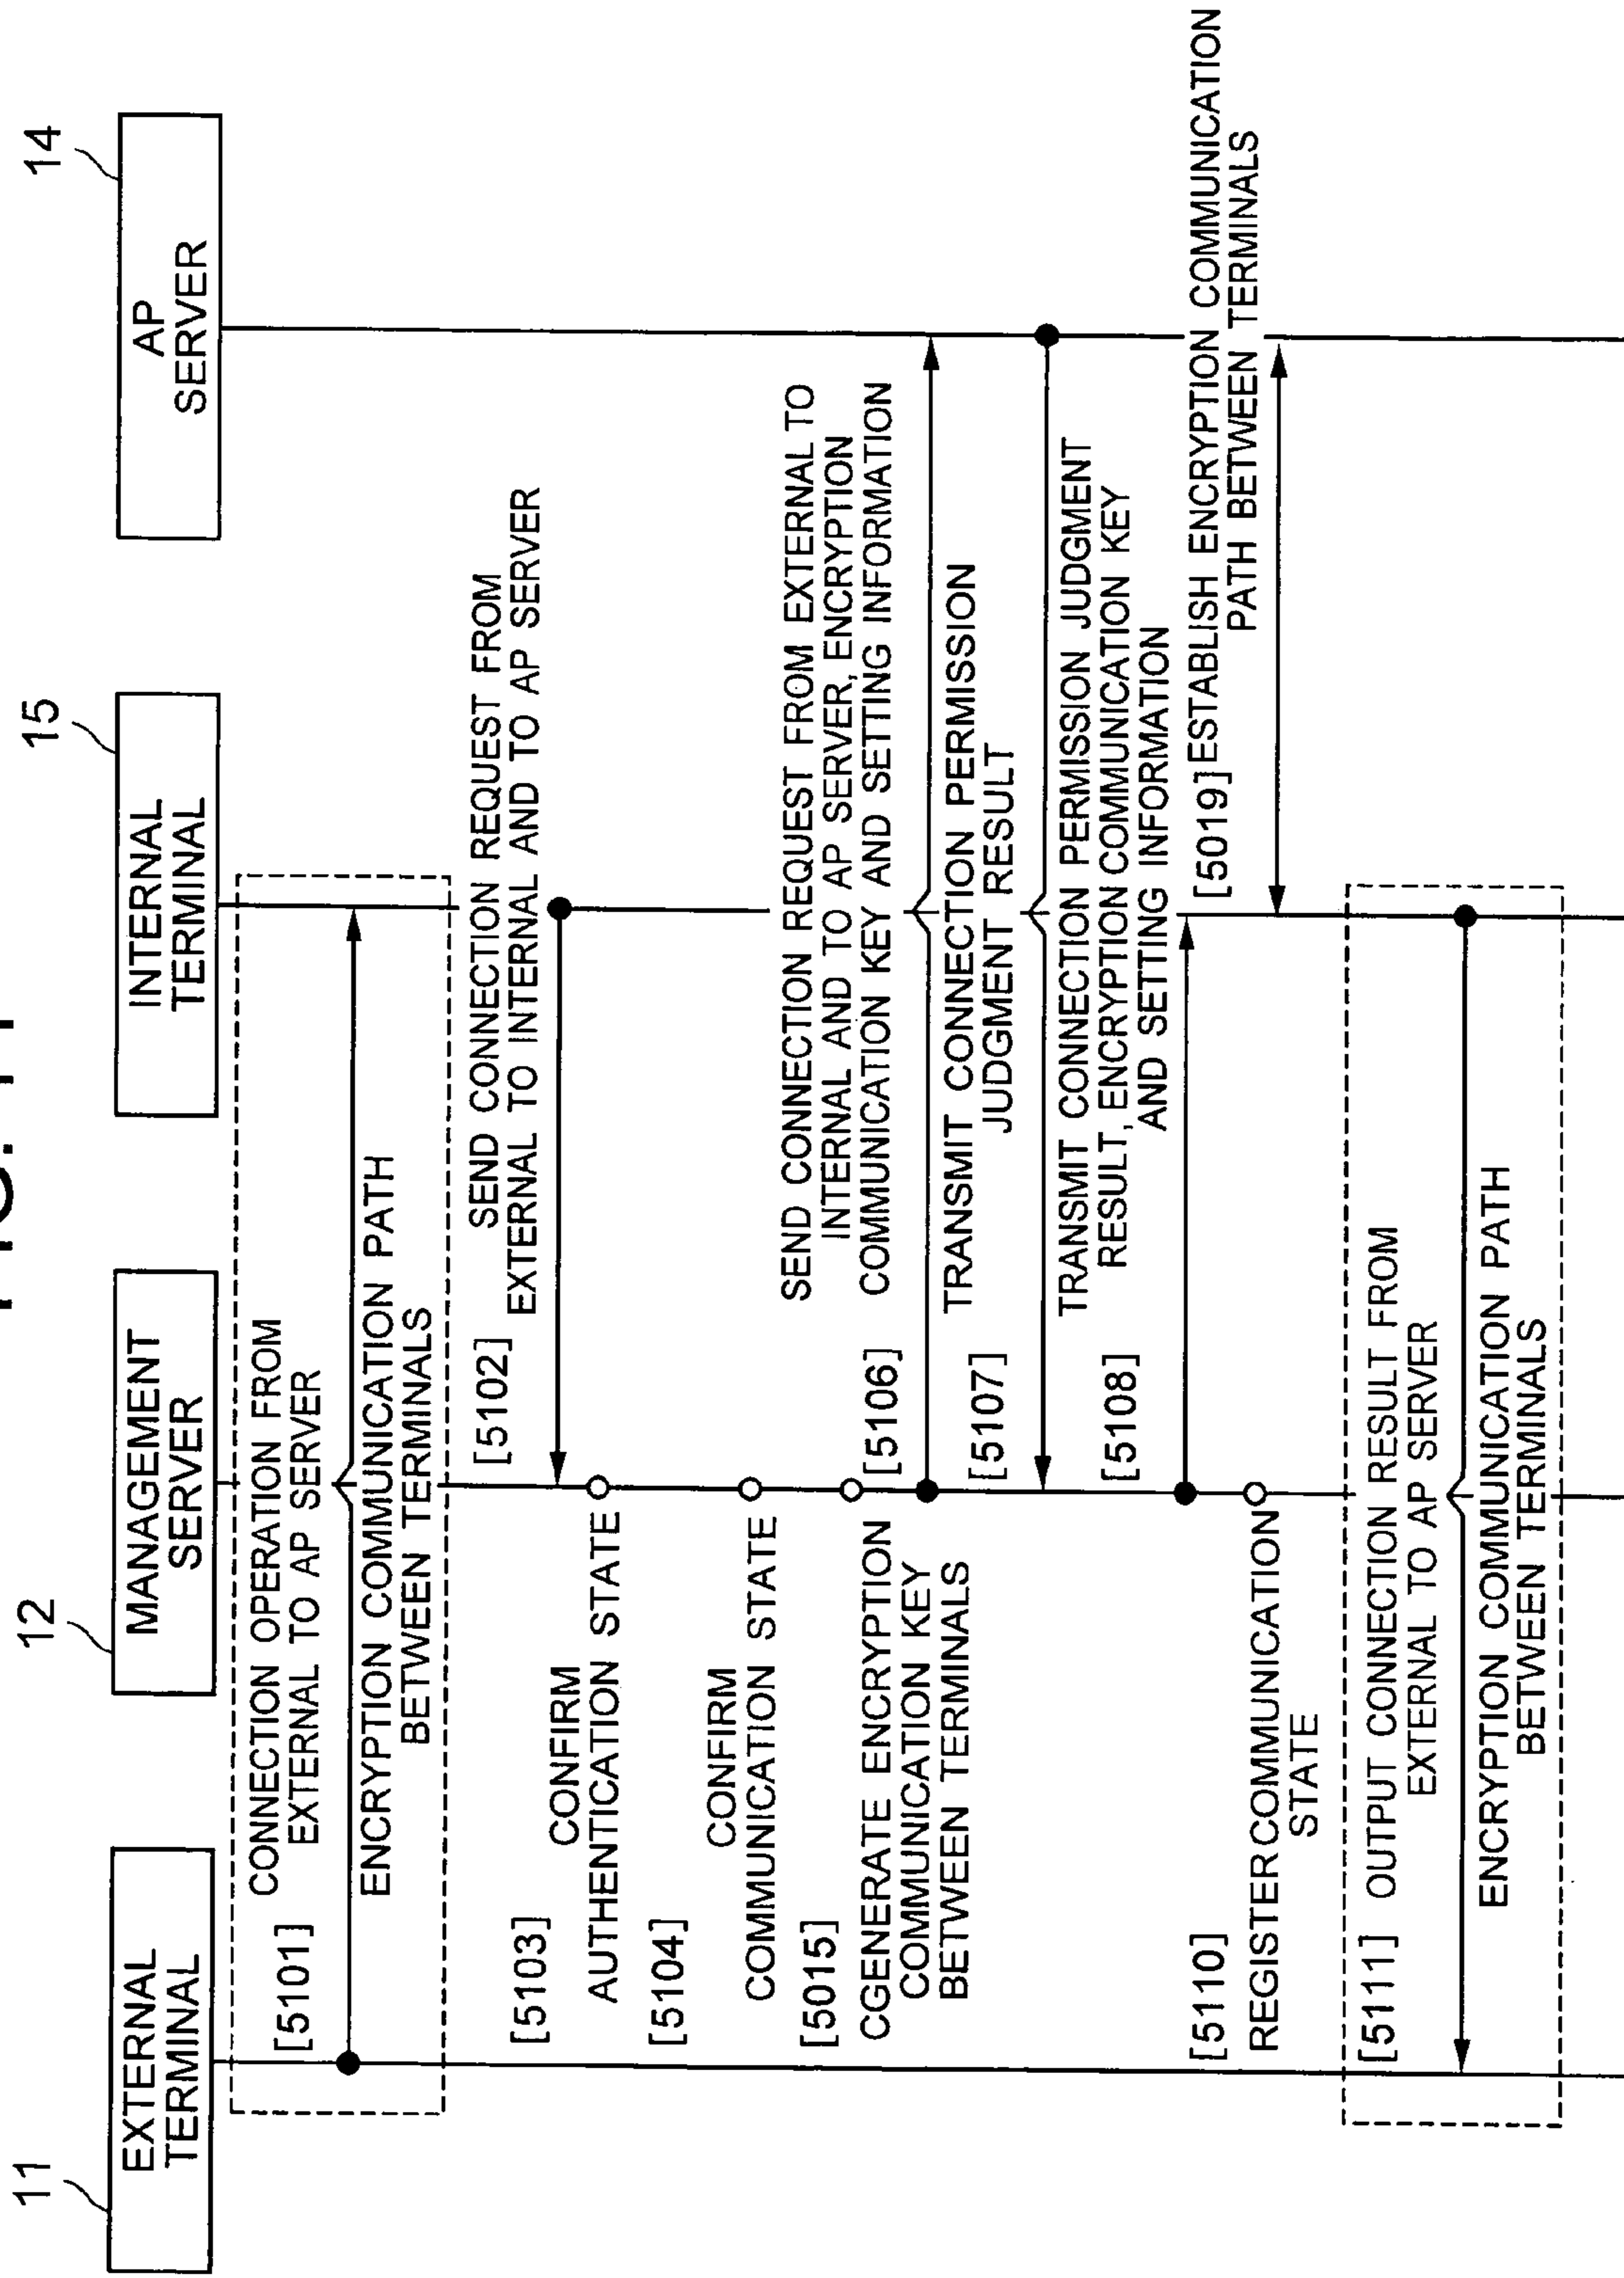 11
EXTERNAL
TERMINAL
12
MANAGEMENT
SERVER
15
INTERNAL
TERMINAL
14
AP
SERVER
[5101]
CONNECTION OPERATION FROM
EXTERNAL TO AP SERVER
ENCRYPTION COMMUNICATION PATH
BETWEEN TERMINALS
[5102]
SEND CONNECTION REQUEST FROM
EXTERNAL TO INTERNAL AND TO AP SERVER
[5103]
CONFIRM
AUTHENTICATION STATE
[5104]
CONFIRM
COMMUNICATION STATE
[5015]
CGENERATE ENCRYPTION
COMMUNICATION KEY
BETWEEN TERMINALS
[5106]
SEND CONNECTION REQUEST FROM EXTERNAL TO
INTERNAL AND TO AP SERVER, ENCRYPTION
COMMUNICATION KEY AND SETTING INFORMATION
[5107]
TRANSMIT CONNECTION PERMISSION
JUDGMENT RESULT
[5108]
TRANSMIT CONNECTION PERMISSION JUDGMENT
RESULT, ENCRYPTION COMMUNICATION KEY
AND SETTING INFORMATION
[5019] ESTABLISH ENCRYPTION COMMUNICATION
PATH BETWEEN TERMINALS
[5110]
REGISTER COMMUNICATION
STATE
[5111]
OUTPUT CONNECTION RESULT FROM
EXTERNAL TO AP SERVER
ENCRYPTION COMMUNICATION PATH
BETWEEN TERMINALS